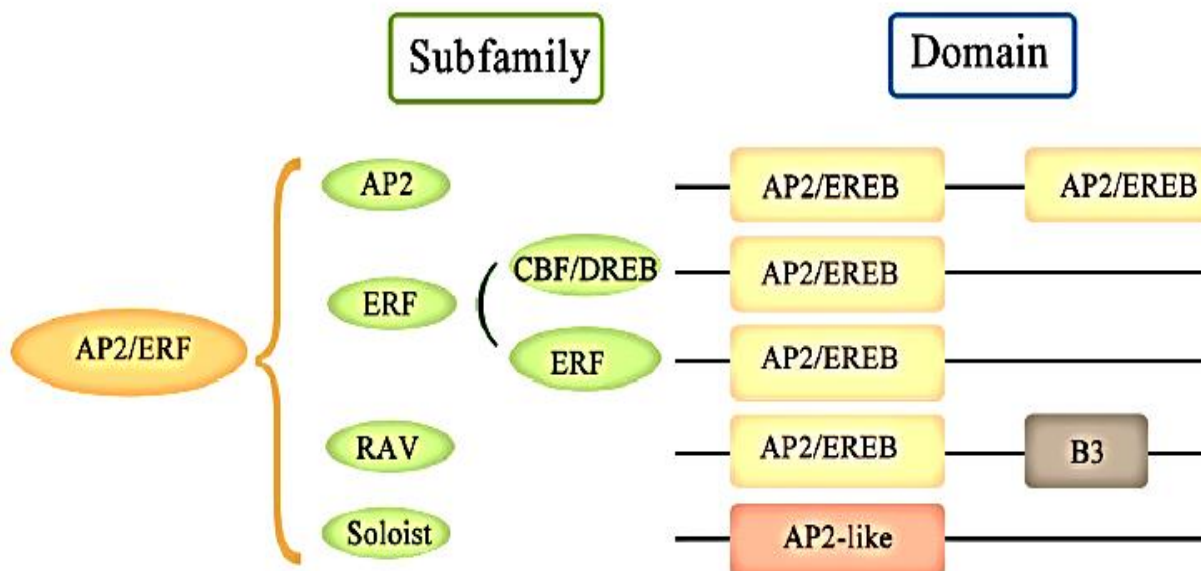 Subfamily
Domain
AP2
AP2/EREB
AP2/EREB
CBF/DREB
AP2/EREB
ERF
AP2/ERF
ERF
AP2/EREB
RAV
AP2/EREB
B3
Soloist
AP2-like